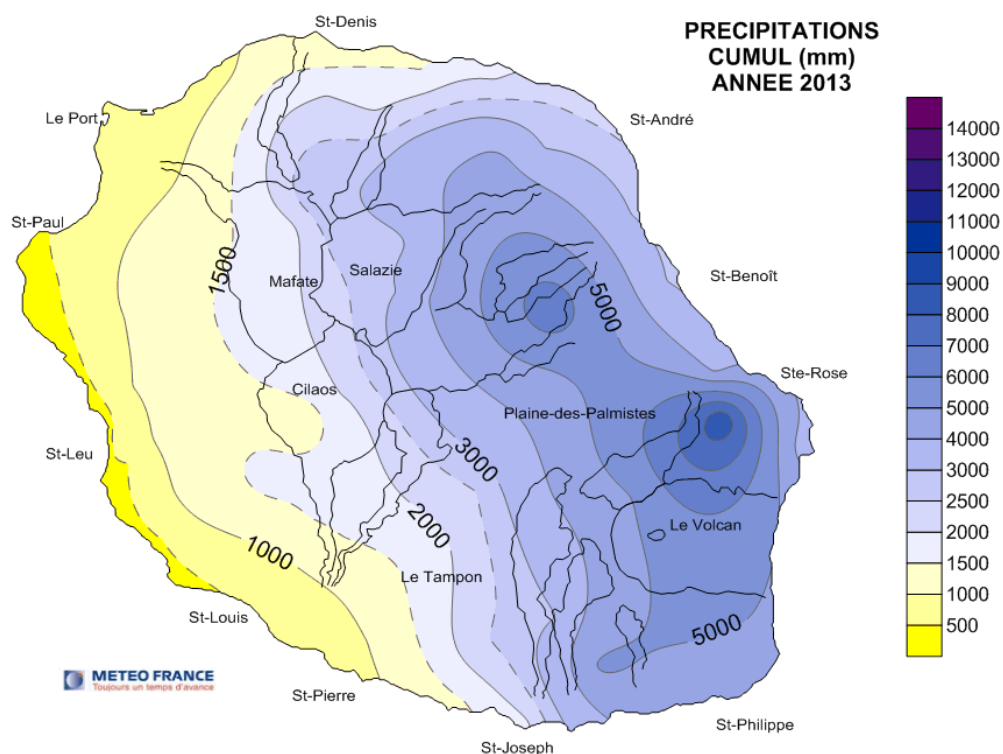 PRECIPITATIONS
CUMUL (mm)
ANNEE 2013
St-Denis
Le Port
St-André
St-Paul
St-Benoît
Mafate
Salazie
1500
5000
Ste-Rose
Cilaos
Plaine-des-Palmistes
St-Leu
3000
2000
Le Volcan
1000
Le Tampon
St-Louis
5000
St-Pierre
St-Philippe
St-Joseph
14000
13000
12000
11000
10000
9000
8000
7000
6000
5000
4000
3000
2500
2000
1500
1000
500
METEO FRANCE
Toujours un temps d'avance